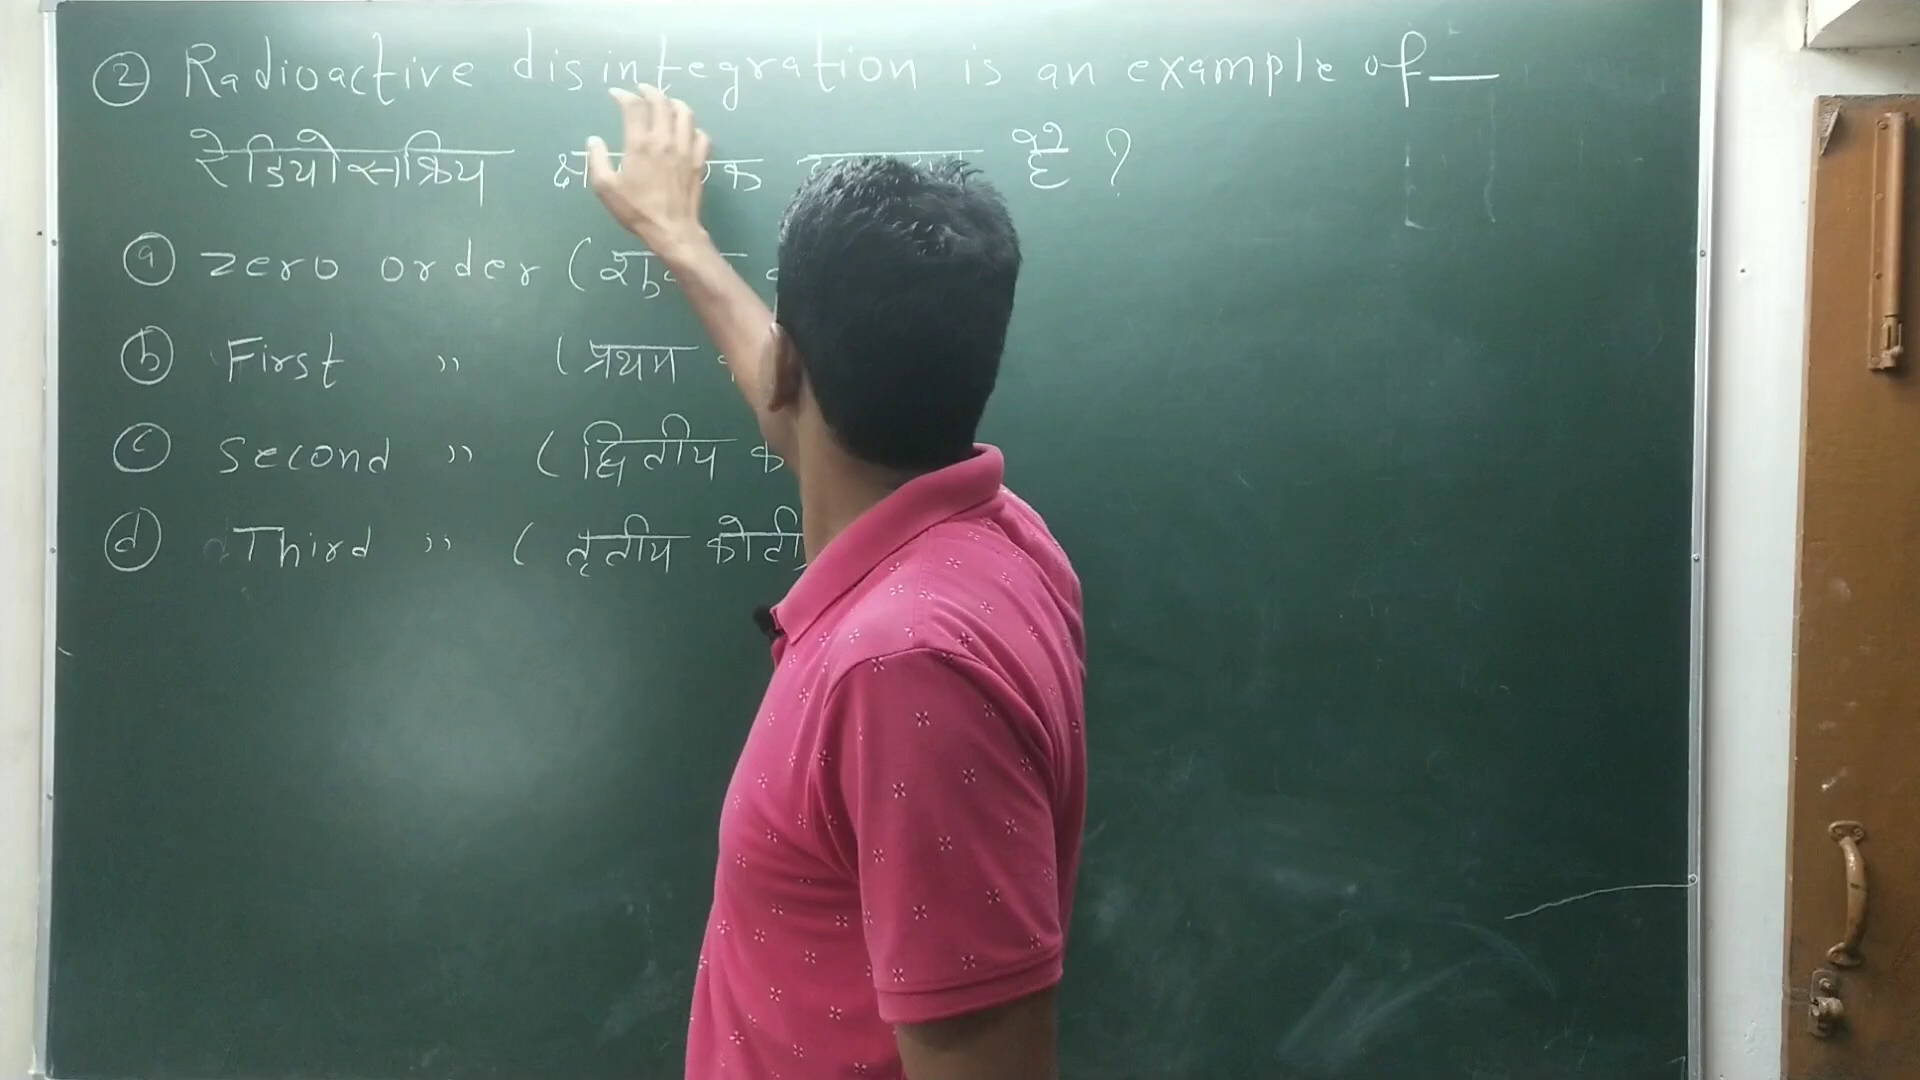 ② Radioactive disintegration is an example of —
रेडियोसक्रिय है ?
ⓐ zero order (
ⓑ First " (प्रथम
ⓒ Second " (द्वितीय
ⓓ Third " (तृतीय कोटी